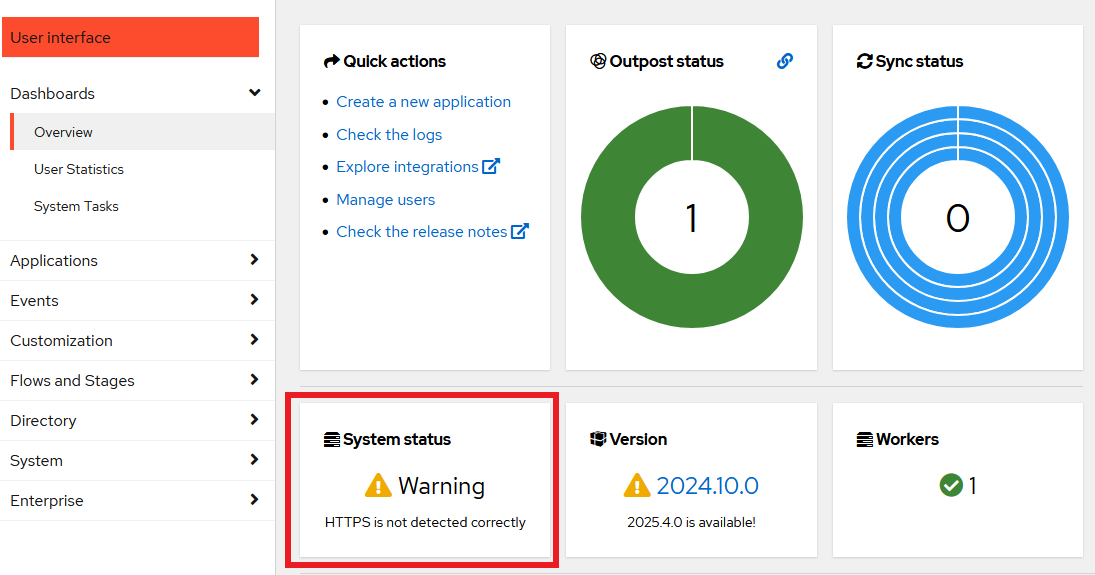 User interface
Dashboards
Overview
User Statistics
System Tasks
Applications
Events
Customization
Flows and Stages
Directory
System
Enterprise
Quick actions
Create a new application
Check the logs
Explore integrations
Manage users
Check the release notes
Outpost status
1
Sync status
0
System status
Warning
HTTPS is not detected correctly
Version
2024.10.0
2025.4.0 is available!
Workers
1